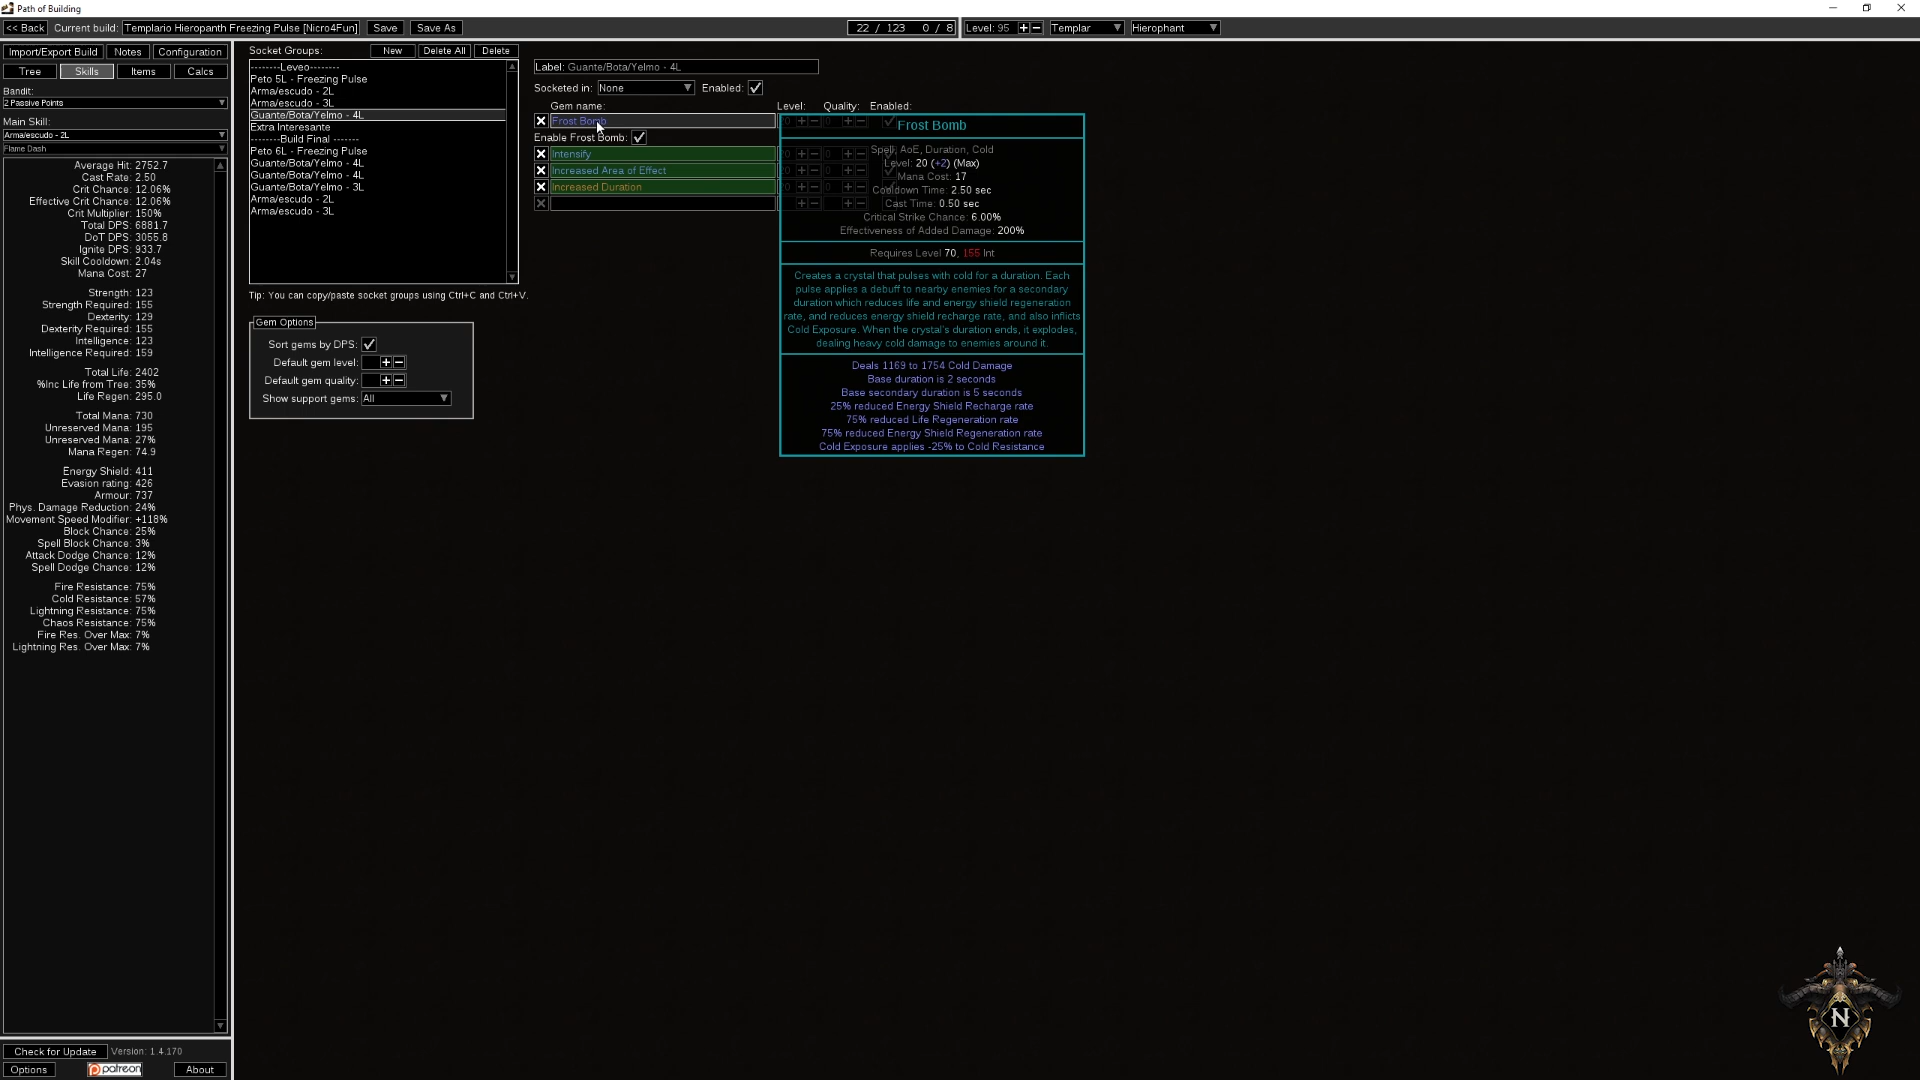 Path of Building
<< Back Current build: Templario Hieropanth Freezing Pulse [Nicro4Fun] Save Save As 22 / 123 0 / 8 Level: 95 + − Templar Hierophant
Import/Export Build Notes Configuration
Tree Skills Items Calcs
Bandit:
2 Passive Points
Main Skill:
Arma/escudo - 2L
Flame Dash
Average Hit: 2752.7
Cast Rate: 2.50
Crit Chance: 12.06%
Effective Crit Chance: 12.06%
Crit Multiplier: 150%
Total DPS: 6881.7
DoT DPS: 3055.8
Ignite DPS: 933.7
Skill Cooldown: 2.04s
Mana Cost: 27
Strength: 123
Strength Required: 155
Dexterity: 129
Dexterity Required: 155
Intelligence: 123
Intelligence Required: 159
Total Life: 2402
%Inc Life from Tree: 35%
Life Regen: 295.0
Total Mana: 730
Unreserved Mana: 195
Unreserved Mana: 27%
Mana Regen: 74.9
Energy Shield: 411
Evasion rating: 426
Armour: 737
Phys. Damage Reduction: 24%
Movement Speed Modifier: +118%
Block Chance: 25%
Spell Block Chance: 3%
Attack Dodge Chance: 12%
Spell Dodge Chance: 12%
Fire Resistance: 75%
Cold Resistance: 57%
Lightning Resistance: 75%
Chaos Resistance: 75%
Fire Res. Over Max: 7%
Lightning Res. Over Max: 7%
Check for Update Version: 1.4.170
Options patreon About
Socket Groups: New Delete All Delete
--------Leveo--------
Peto 5L - Freezing Pulse
Arma/escudo - 2L
Arma/escudo - 3L
Guante/Bota/Yelmo - 4L
Extra Interesante
--------Build Final -------
Peto 6L - Freezing Pulse
Guante/Bota/Yelmo - 4L
Guante/Bota/Yelmo - 4L
Guante/Bota/Yelmo - 3L
Arma/escudo - 2L
Arma/escudo - 3L
Tip: You can copy/paste socket groups using Ctrl+C and Ctrl+V.
Gem Options
Sort gems by DPS:
Default gem level: + −
Default gem quality: + −
Show support gems: All
Label: Guante/Bota/Yelmo - 4L
Socketed in: None Enabled:
Gem name: Level: Quality: Enabled:
Frost Bomb
Enable Frost Bomb:
Intensify
Increased Area of Effect
Increased Duration
Frost Bomb
Spell, AoE, Duration, Cold
Level: 20 (+2) (Max)
Mana Cost: 17
Cooldown Time: 2.50 sec
Cast Time: 0.50 sec
Critical Strike Chance: 6.00%
Effectiveness of Added Damage: 200%
Requires Level 70, 155 Int
Creates a crystal that pulses with cold for a duration. Each
pulse applies a debuff to nearby enemies for a secondary
duration which reduces life and energy shield regeneration
rate, and reduces energy shield recharge rate, and also inflicts
Cold Exposure. When the crystal's duration ends, it explodes,
dealing heavy cold damage to enemies around it.
Deals 1169 to 1754 Cold Damage
Base duration is 2 seconds
Base secondary duration is 5 seconds
25% reduced Energy Shield Recharge rate
75% reduced Life Regeneration rate
75% reduced Energy Shield Regeneration rate
Cold Exposure applies -25% to Cold Resistance
N